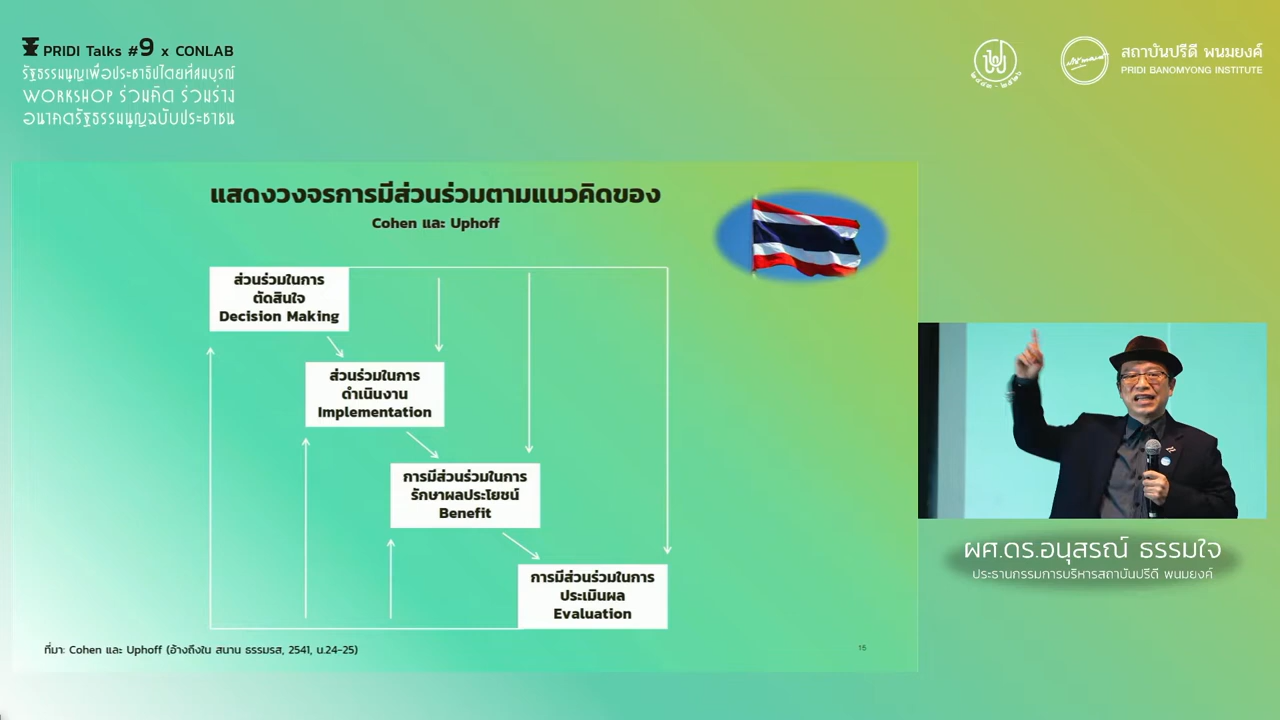 PRIDI Talks #9 x CONLAB
รัฐธรรมนูญเพื่อประชาธิปไตยที่สมบูรณ์
WORKSHOP ร่วมคิด ร่วมร่าง
อนาคตรัฐธรรมนูญฉบับประชาชน
๒๔๔๓ - ๒๕๒๖
สถาบันปรีดี พนมยงค์
PRIDI BANOMYONG INSTITUTE
แสดงวงจรการมีส่วนร่วมตามแนวคิดของ
Cohen และ Uphoff
ส่วนร่วมในการ
ตัดสินใจ
Decision Making
ส่วนร่วมในการ
ดำเนินงาน
Implementation
การมีส่วนร่วมในการ
รักษาผลประโยชน์
Benefit
การมีส่วนร่วมในการ
ประเมินผล
Evaluation
ที่มา: Cohen และ Uphoff (อ้างถึงใน สนาน ธรรมรส, 2541, น.24-25)
15
ผศ.ดร.อนุสรณ์ ธรรมใจ
ประธานกรรมการบริหารสถาบันปรีดี พนมยงค์